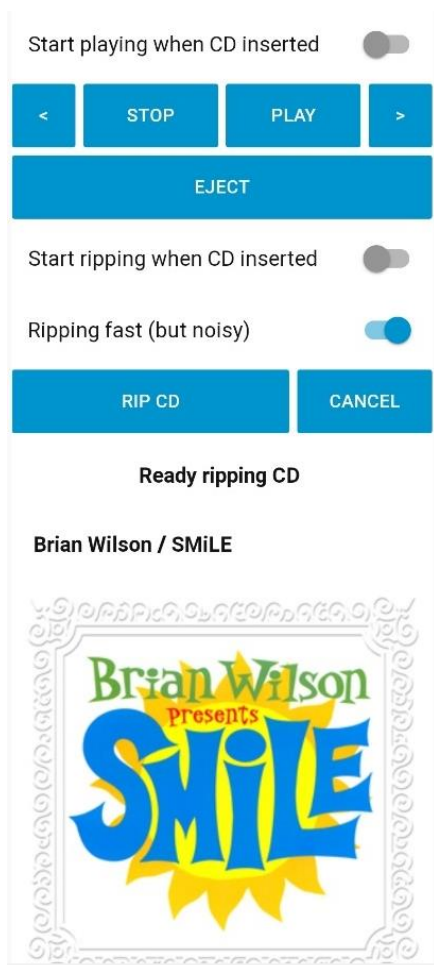 Start playing when CD inserted
< STOP PLAY >
EJECT
Start ripping when CD inserted
Ripping fast (but noisy)
RIP CD CANCEL
Ready ripping CD
Brian Wilson / SMiLE
Brian Wilson
Presents
SMiLE